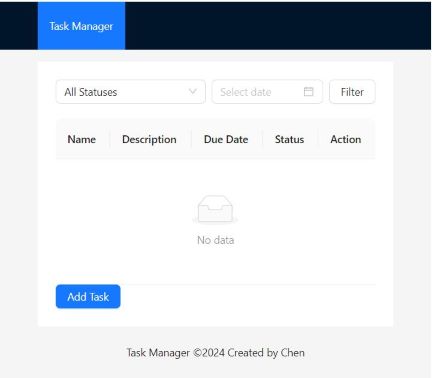 Task Manager
All Statuses Select date Filter
Name Description Due Date Status Action
No data
Add Task
Task Manager ©2024 Created by Chen